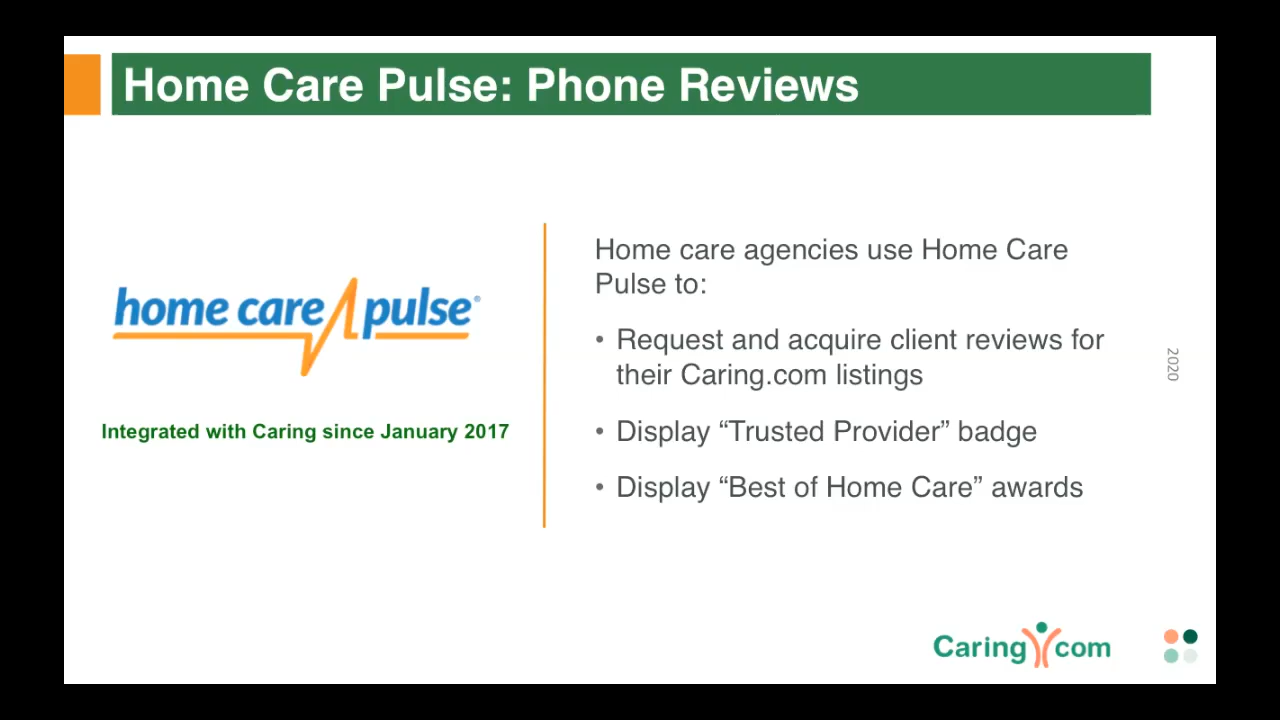 Home Care Pulse: Phone Reviews
home care pulse®
Integrated with Caring since January 2017
Home care agencies use Home Care
Pulse to:
• Request and acquire client reviews for
their Caring.com listings
• Display “Trusted Provider” badge
• Display “Best of Home Care” awards
2020
Caring com